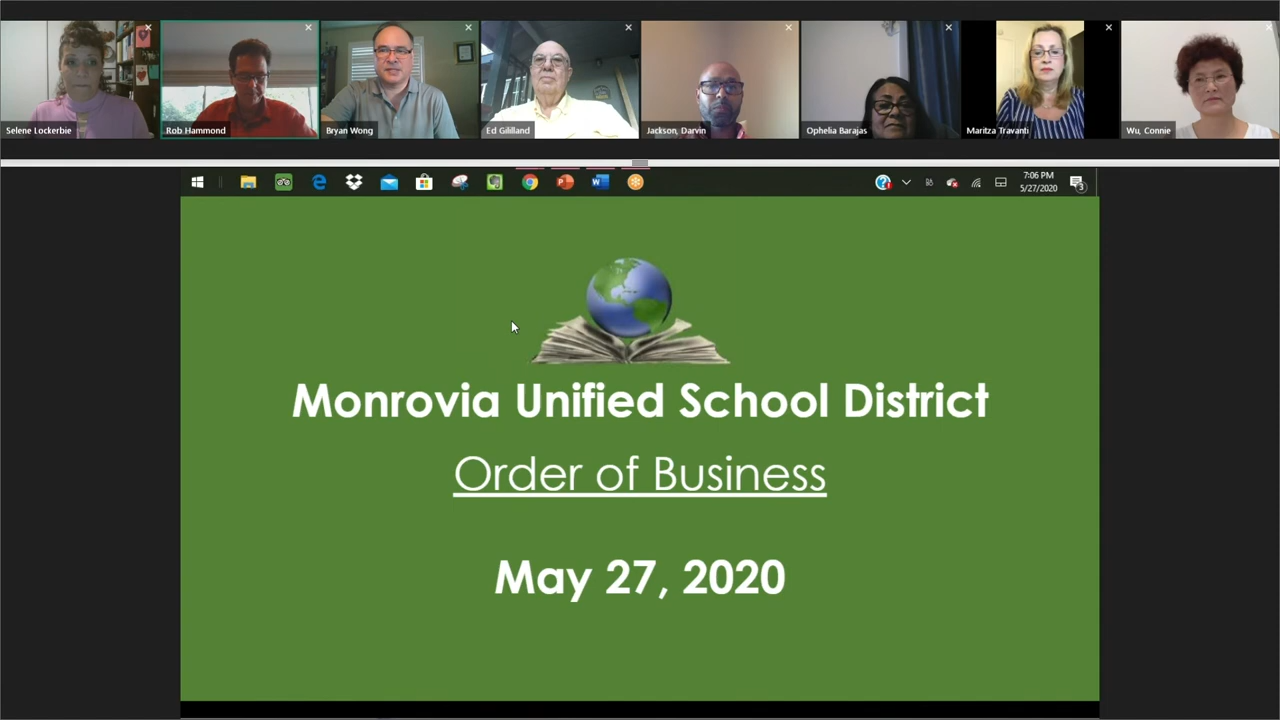 Selene Lockerbie
Rob Hammond
Bryan Wong
Ed Gililland
Jackson, Darvin
Ophelia Barajas
Maritza Travanti
Wu, Connie
7:06 PM
5/27/2020
3
Monrovia Unified School District
Order of Business
May 27, 2020